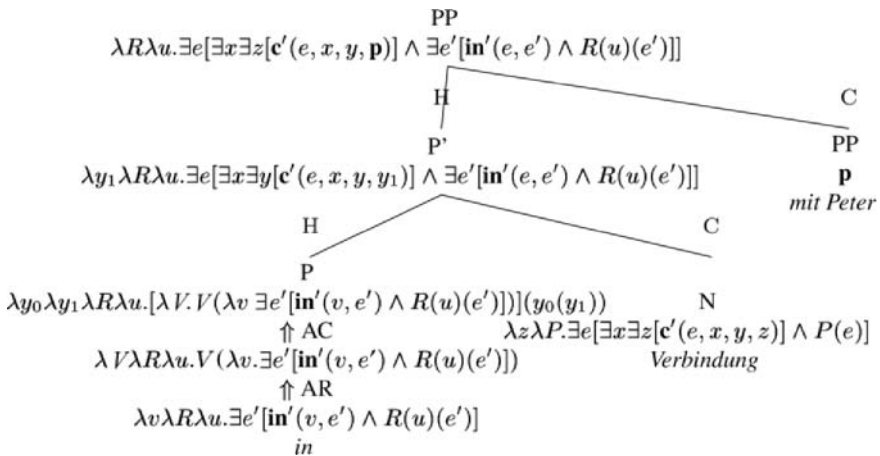 PP
λRλu.∃e[∃x∃z[c′(e, x, y, p)] ∧ ∃e′[in′(e, e′) ∧ R(u)(e′)]]
H C
P’ PP
λy₁λRλu.∃e[∃x∃y[c′(e, x, y, y₁)] ∧ ∃e′[in′(e, e′) ∧ R(u)(e′)]] p
mit Peter
H C
P
λy₀λy₁λRλu.[λV.V(λv ∃e′[in′(v, e′) ∧ R(u)(e′)])](y₀(y₁)) N
⇑ AC λzλP.∃e[∃x∃z[c′(e, x, y, z)] ∧ P(e)]
λVλRλu.V(λv.∃e′[in′(v, e′) ∧ R(u)(e′)]) Verbindung
⇑ AR
λvλRλu.∃e′[in′(v, e′) ∧ R(u)(e′)]
in